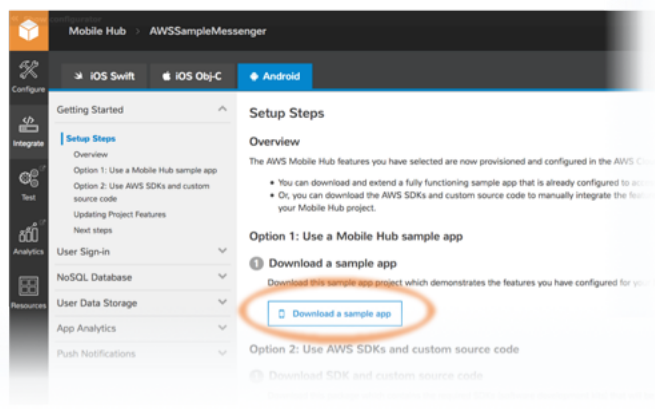 Mobile Hub > AWSSampleMessenger
Configure
Integrate
Test
Analytics
Resources
iOS Swift
iOS Obj-C
Android
Getting Started
Setup Steps
Overview
Option 1: Use a Mobile Hub sample app
Option 2: Use AWS SDKs and custom
source code
Updating Project Features
Next steps
User Sign-in
NoSQL Database
User Data Storage
App Analytics
Push Notifications
Setup Steps
Overview
The AWS Mobile Hub features you have selected are now provisioned and configured in the AWS
• You can download and extend a fully functioning sample app that is already configured to
• Or, you can download the AWS SDKs and custom source code to manually integrate the
your Mobile Hub project.
Option 1: Use a Mobile Hub sample app
1 Download a sample app
Download this sample app project which demonstrates the features you have configured for
Download a sample app
Option 2: Use AWS SDKs and custom source code
Download SDK and custom source code